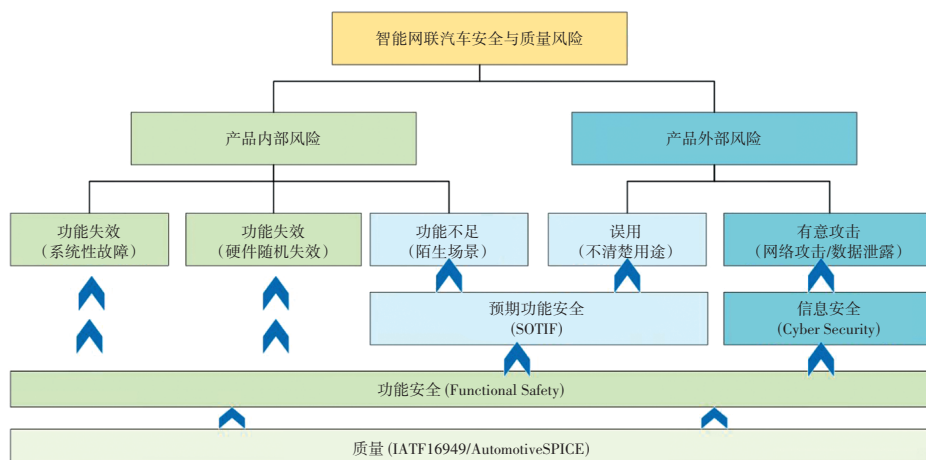 智能网联汽车安全与质量风险
产品内部风险
产品外部风险
功能失效
（系统性故障）
功能失效
（硬件随机失效）
功能不足
（陌生场景）
误用
（不清楚用途）
有意攻击
（网络攻击/数据泄露）
预期功能安全
(SOTIF)
信息安全
(Cyber Security)
功能安全 (Functional Safety)
质量 (IATF16949/AutomotiveSPICE)